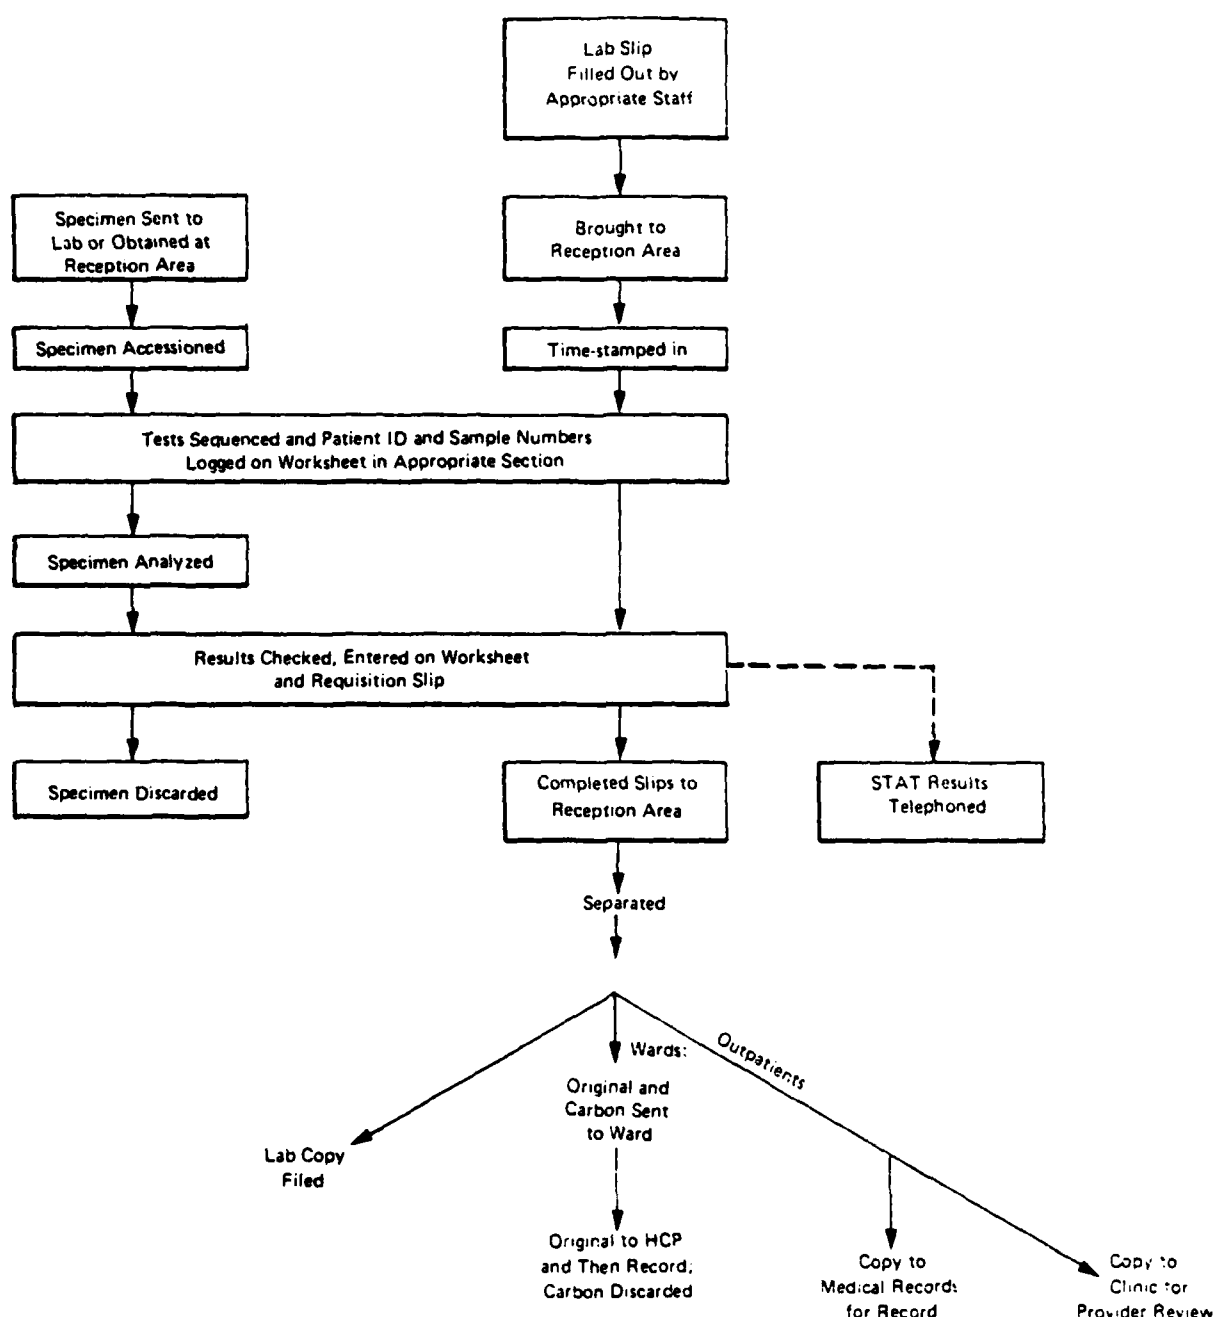 Lab Slip
Filled Out by
Appropriate Staff
Specimen Sent to
Lab or Obtained at
Reception Area
Brought to
Reception Area
Specimen Accessioned
Time-stamped in
Tests Sequenced and Patient ID and Sample Numbers
Logged on Worksheet in Appropriate Section
Specimen Analyzed
Results Checked, Entered on Worksheet
and Requisition Slip
Specimen Discarded
Completed Slips to
Reception Area
STAT Results
Telephoned
Separated
Wards:
Outpatients
Original and
Carbon Sent
to Ward
Lab Copy
Filed
Original to HCP
and Then Record;
Carbon Discarded
Copy to
Medical Records
for Record
Copy to
Clinic for
Provider Review